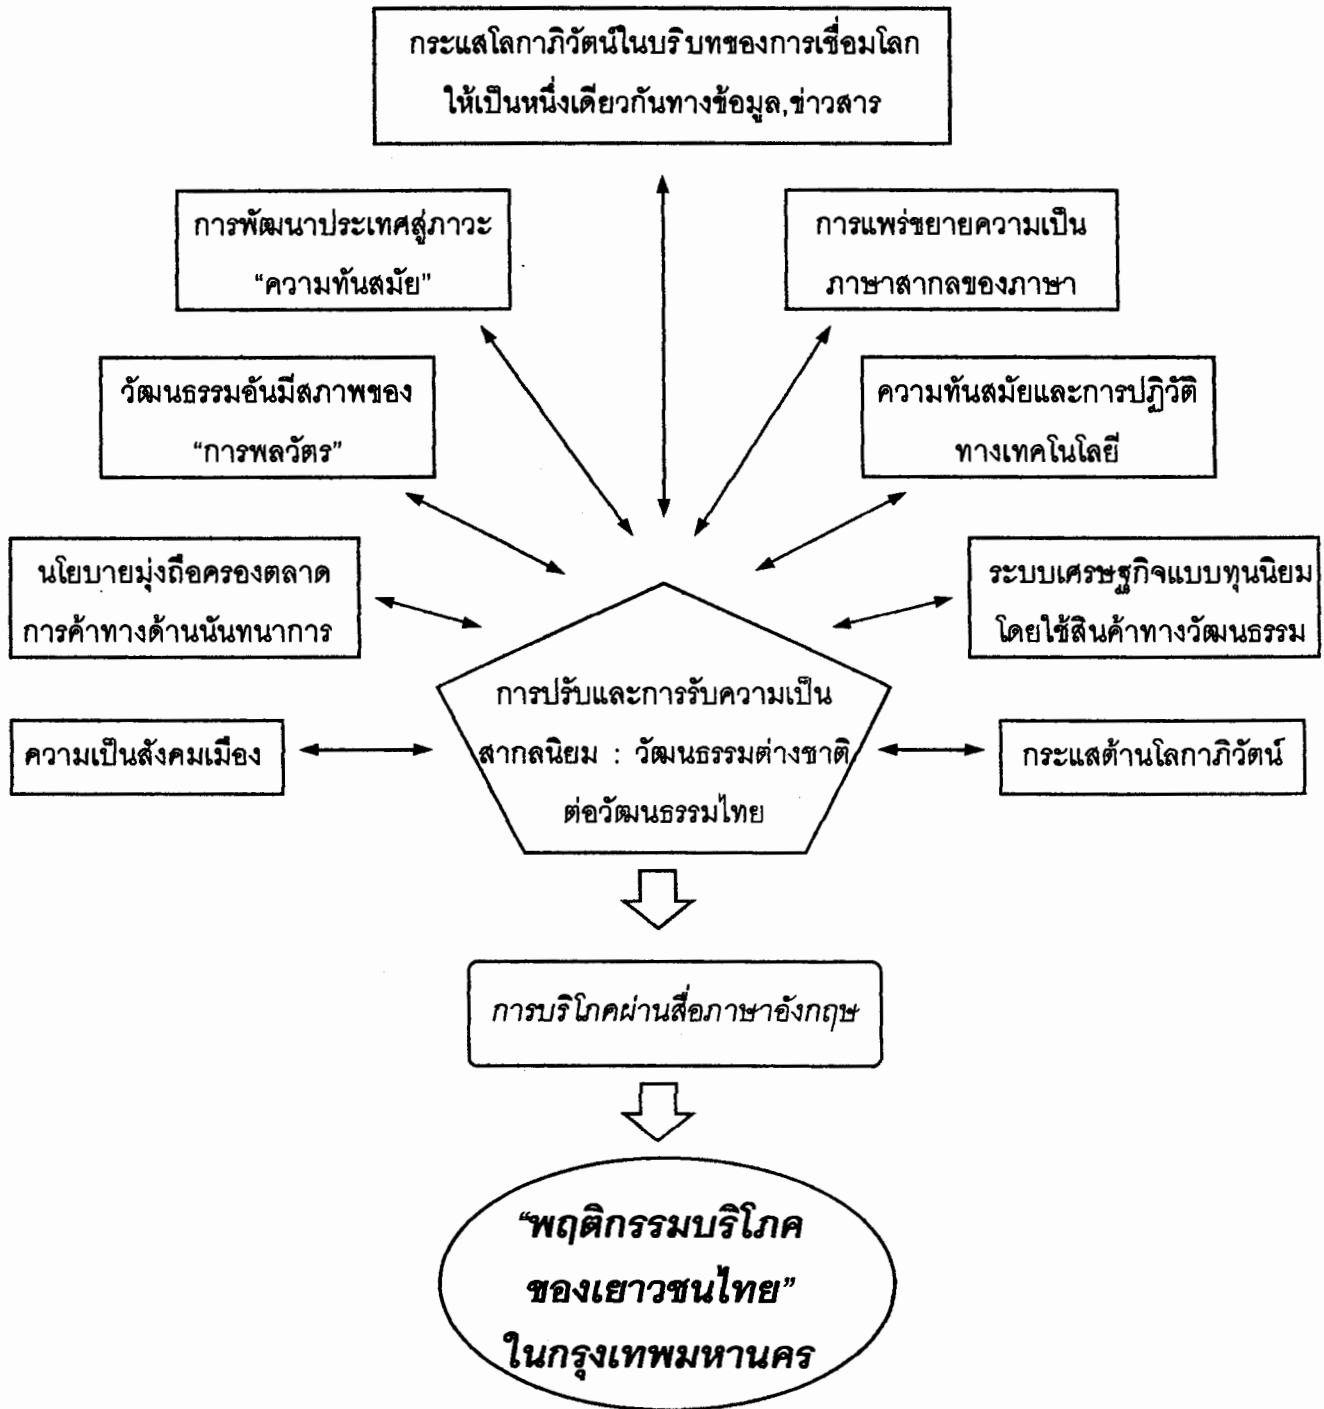 กระแสโลกาภิวัตน์ในบริบทของการเชื่อมโลก
ให้เป็นหนึ่งเดียวกันทางข้อมูล,ข่าวสาร
การพัฒนาประเทศสู่ภาวะ
“ความทันสมัย”
การแพร่ขยายความเป็น
ภาษาสากลของภาษา
วัฒนธรรมอันมีสภาพของ
“การพลวัตร”
ความทันสมัยและการปฏิวัติ
ทางเทคโนโลยี่
นโยบายมุ่งถือครองตลาด
การค้าทางด้านนันทนาการ
ระบบเศรษฐกิจแบบทุนนิยม
โดยใช้สินค้าทางวัฒนธรรม
ความเป็นสังคมเมือง
การปรับและการรับความเป็น
สากลนิยม : วัฒนธรรมต่างชาติ
ต่อวัฒนธรรมไทย
กระแสด้านโลกาภิวัตน์
การบริโภคผ่านสื่อภาษาอังกฤษ
“พฤติกรรมบริโภค
ของเยาวชนไทย”
ในกรุงเทพมหานคร